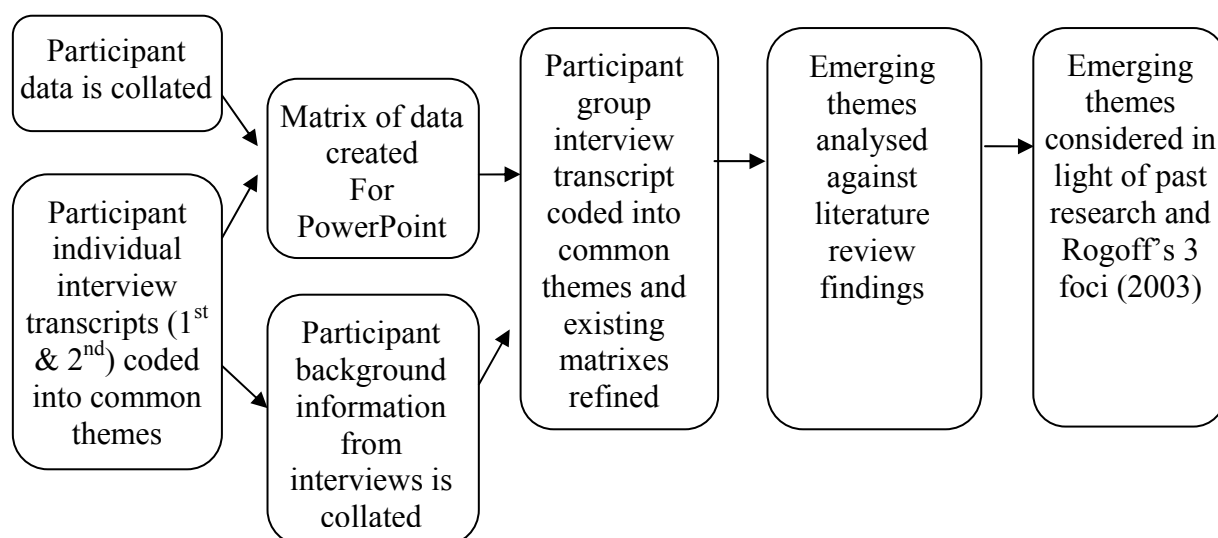 Participant
data is collated
Participant
individual
interview
transcripts (1st
& 2nd) coded
into common
themes
Matrix of data
created
For
PowerPoint
Participant
background
information
from
interviews is
collated
Participant
group
interview
transcript
coded into
common
themes and
existing
matrixes
refined
Emerging
themes
analysed
against
literature
review
findings
Emerging
themes
considered in
light of past
research and
Rogoff’s 3
foci (2003)